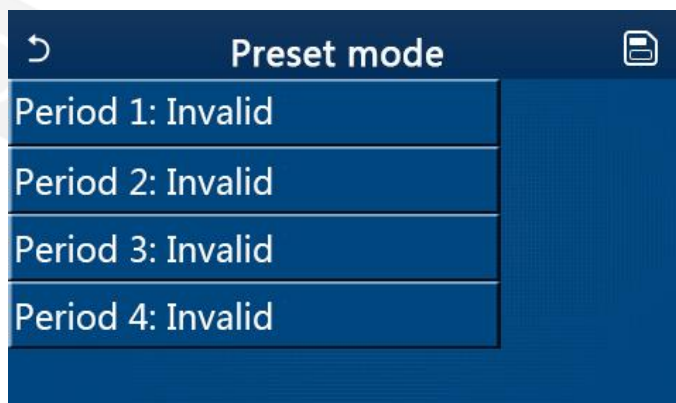 Preset mode
Period 1: Invalid
Period 2: Invalid
Period 3: Invalid
Period 4: Invalid